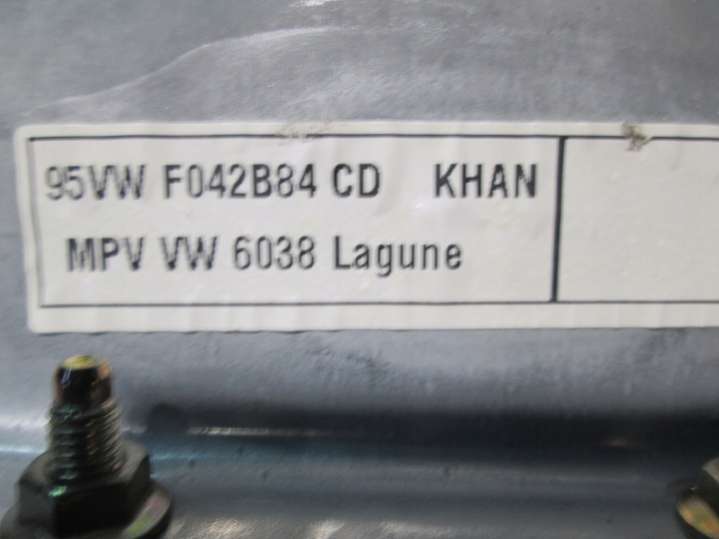 95VW F042B84 CD KHAN
MPV VW 6038 Lagune